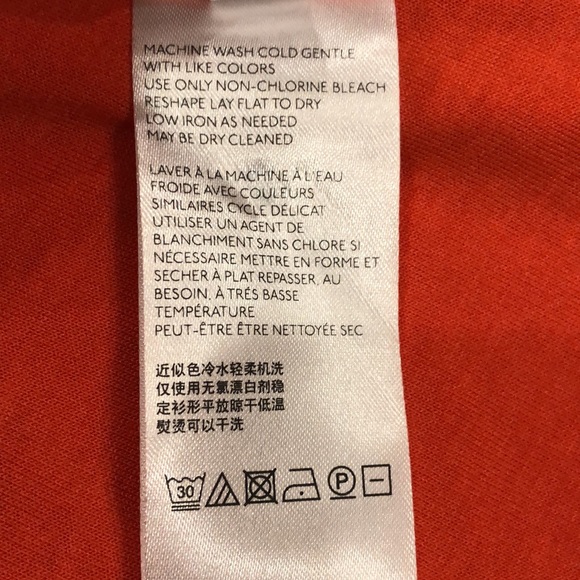 MACHINE WASH COLD GENTLE
WITH LIKE COLORS
USE ONLY NON-CHLORINE BLEACH
RESHAPE LAY FLAT TO DRY
LOW IRON AS NEEDED
MAY BE DRY CLEANED
LAVER À LA MACHINE À L'EAU
FROIDE AVEC COULEURS
SIMILAIRES CYCLE DÉLICAT
UTILISER UN AGENT DE
BLANCHIMENT SANS CHLORE SI
NÉCESSAIRE METTRE EN FORME ET
SECHER À PLAT REPASSER, AU
BESOIN, À TRÉS BASSE
TEMPÉRATURE
PEUT-ÊTRE ÊTRE NETTOYÉE SEC
近似色冷水轻柔机洗
仅使用无氯漂白剂稳
定衫形平放晾干低温
熨烫可以干洗
30 P